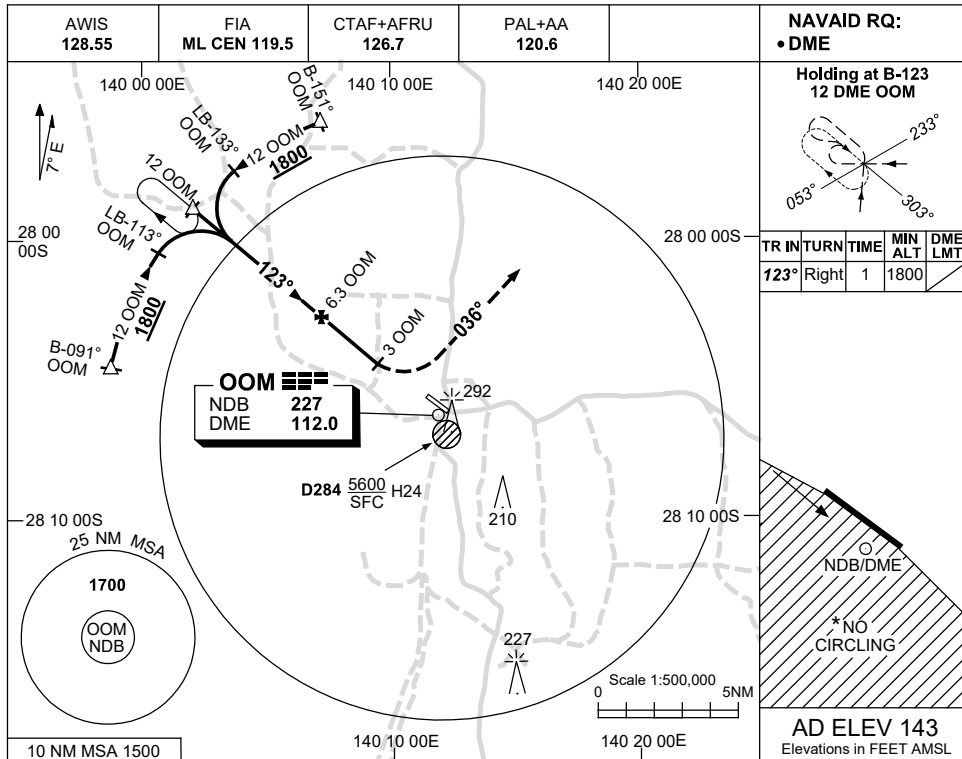 AWIS
128.55
FIA
ML CEN 119.5
CTAF+AFRU
126.7
PAL+AA
120.6
NAVAID RQ:
• DME
140 00 00E
140 10 00E
140 20 00E
7° E
B-151°
OOM
LB-133°
OOM
12 OOM
1800
12 OOM
LB-113°
OOM
28 00
00S
28 00 00S
12 OOM
1800
B-091°
OOM
123°
6.3 OOM
3 OOM
036°
OOM
NDB 227
DME 112.0
292
D284 5600
SFC H24
210
28 10 00S
28 10 00S
25 NM MSA
1700
OOM
NDB
227
Scale 1:500,000
0 5NM
10 NM MSA 1500
140 10 00E
140 20 00E
Holding at B-123
12 DME OOM
233°
053°
303°
TR IN TURN TIME MIN ALT DME LMT
123° Right 1 1800
NDB/DME
*NO
CIRCLING
AD ELEV 143
Elevations in FEET AMSL